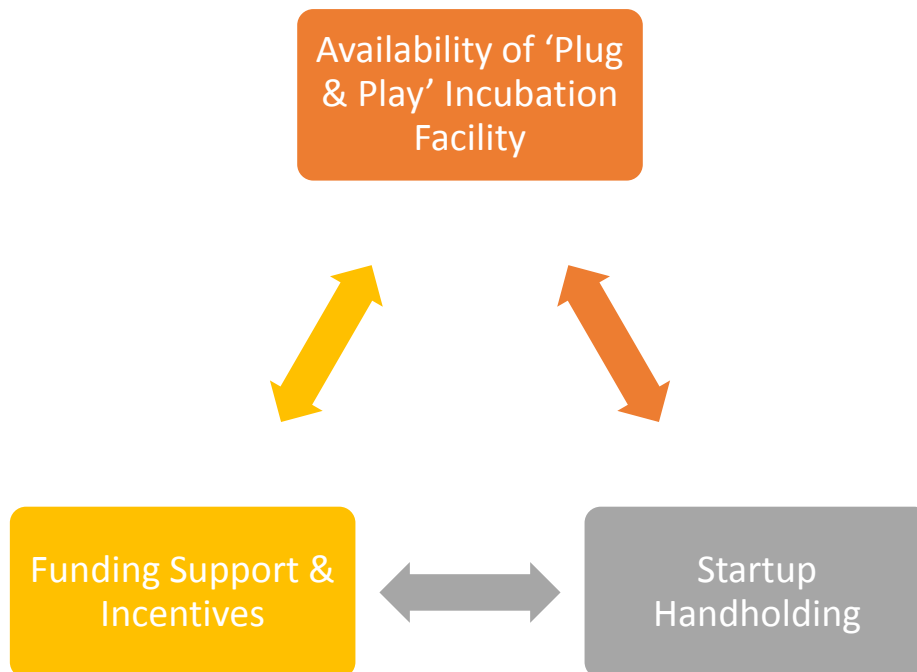 Availability of ‘Plug
& Play’ Incubation
Facility
Funding Support &
Incentives
Startup
Handholding